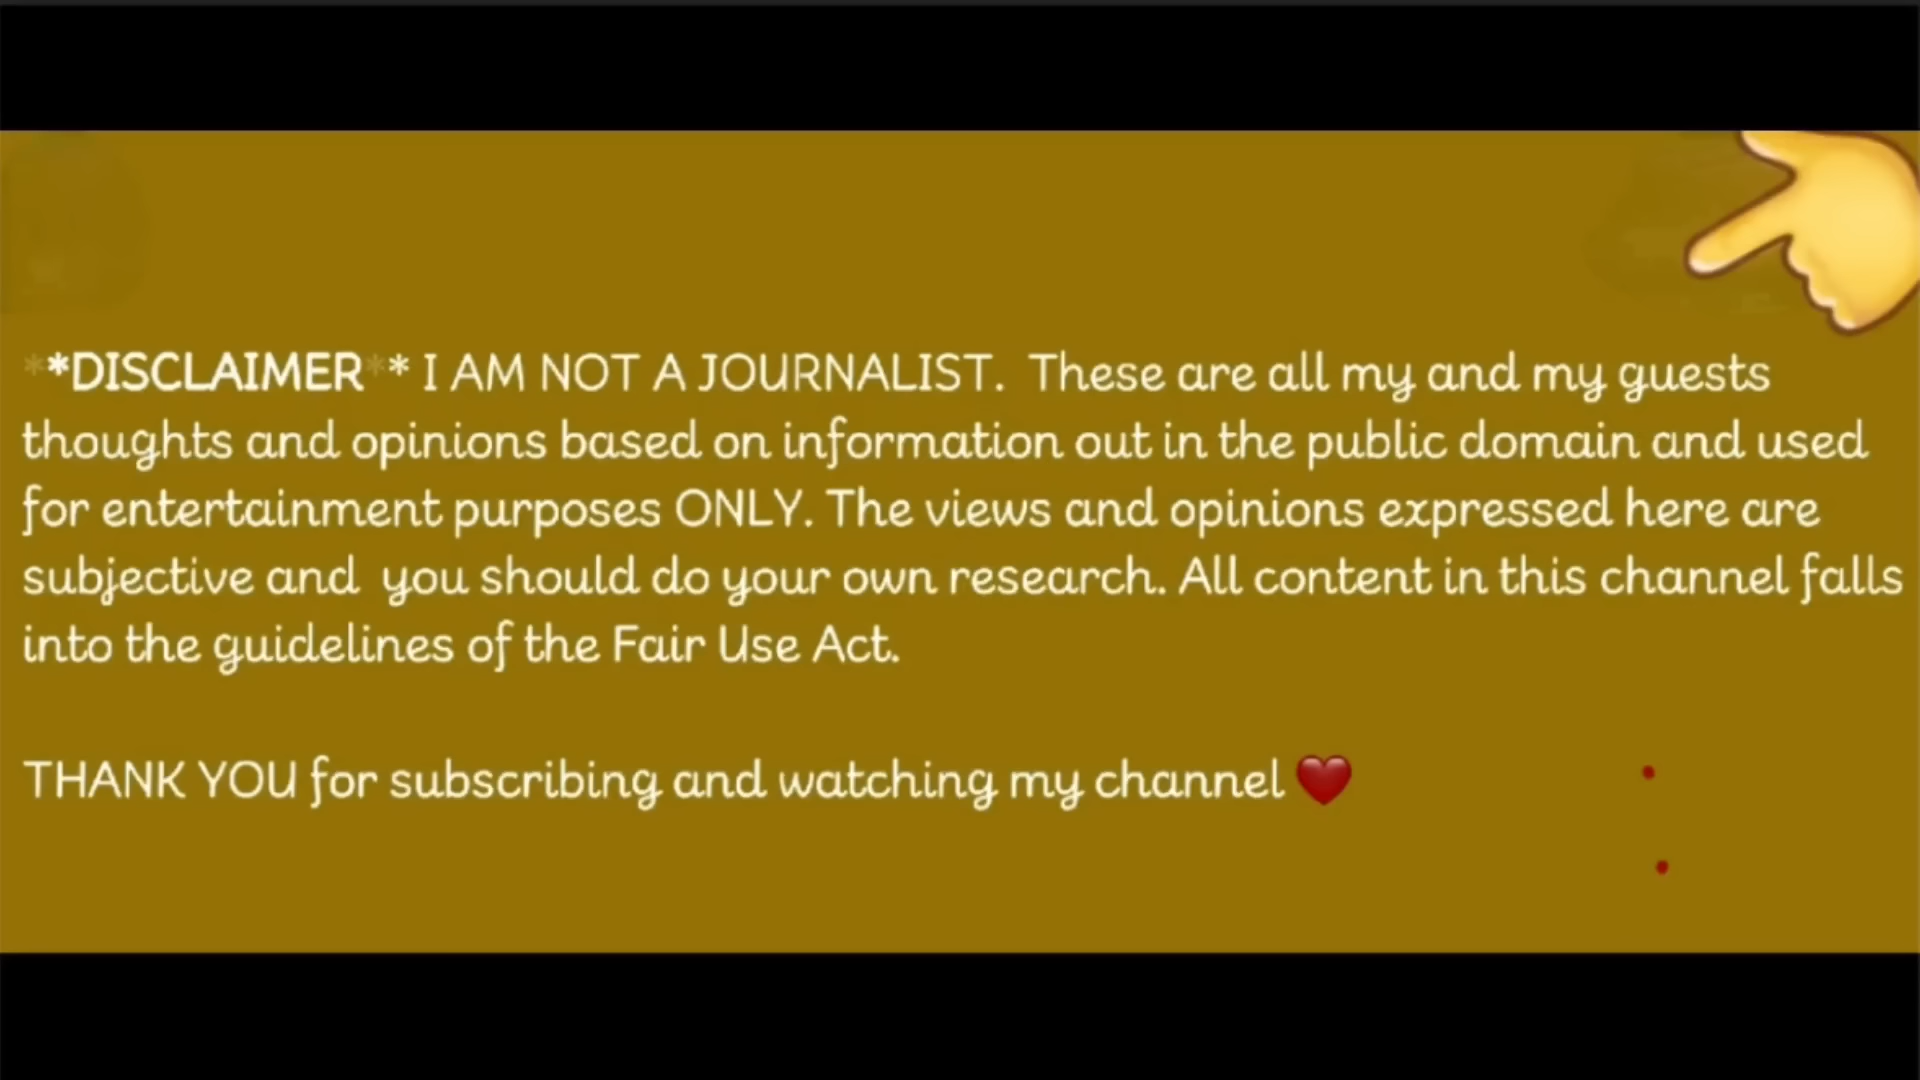 **DISCLAIMER** I AM NOT A JOURNALIST. These are all my and my guests
thoughts and opinions based on information out in the public domain and used
for entertainment purposes ONLY. The views and opinions expressed here are
subjective and you should do your own research. All content in this channel falls
into the guidelines of the Fair Use Act.
THANK YOU for subscribing and watching my channel ❤️